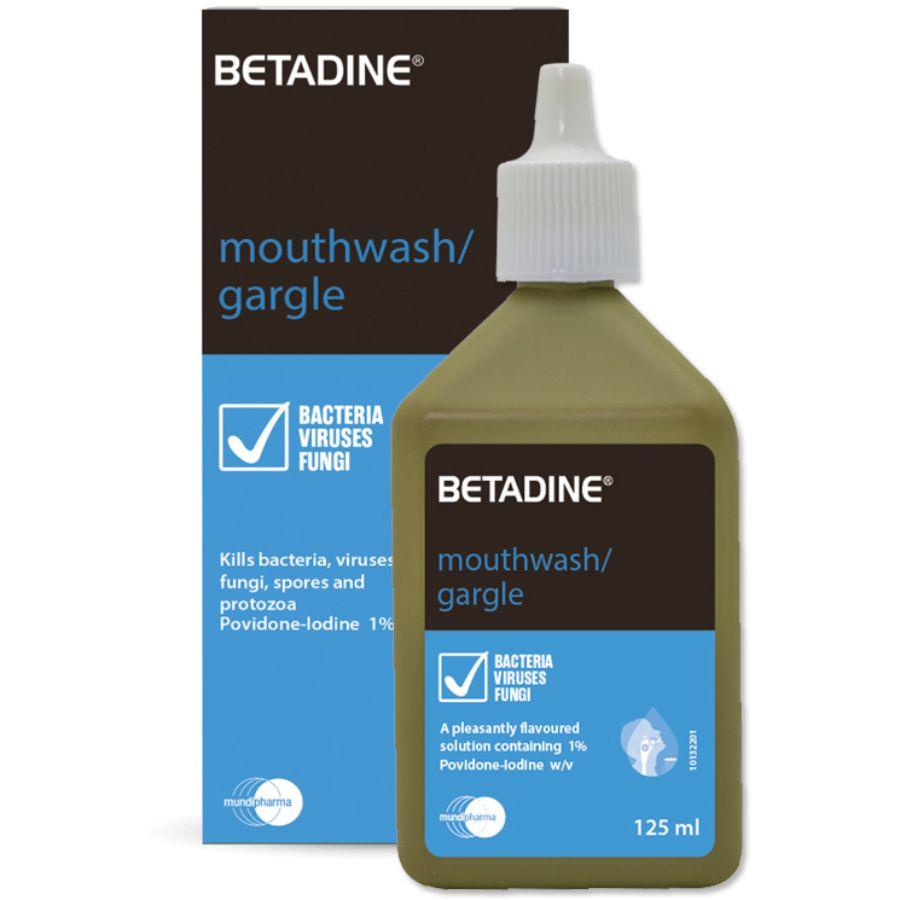 BETADINE®
mouthwash/
gargle
BACTERIA
VIRUSES
FUNGI
Kills bacteria, viruses
fungi, spores and
protozoa
Povidone-Iodine 1%
mundipharma
BETADINE®
mouthwash/
gargle
BACTERIA
VIRUSES
FUNGI
A pleasantly flavoured
solution containing 1%
Povidone-Iodine w/v
10132201
mundipharma
125 ml